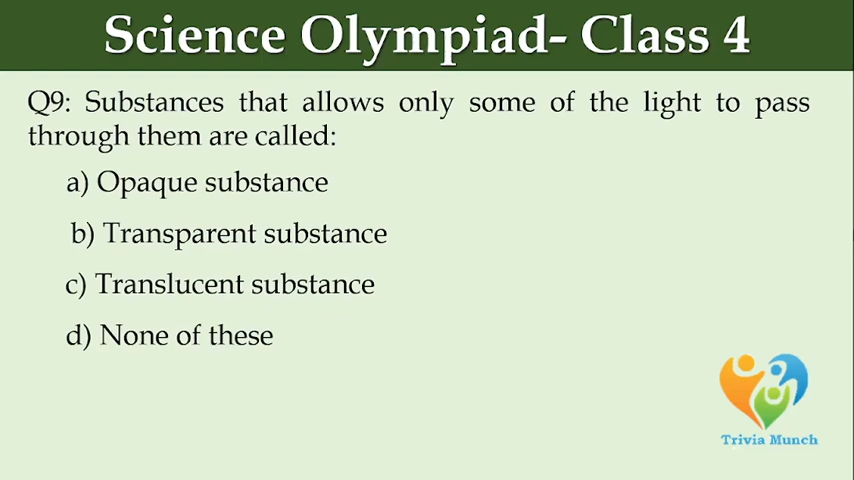 Science Olympiad- Class 4
Q9: Substances that allows only some of the light to pass
through them are called:
a) Opaque substance
b) Transparent substance
c) Translucent substance
d) None of these
Trivia Munch